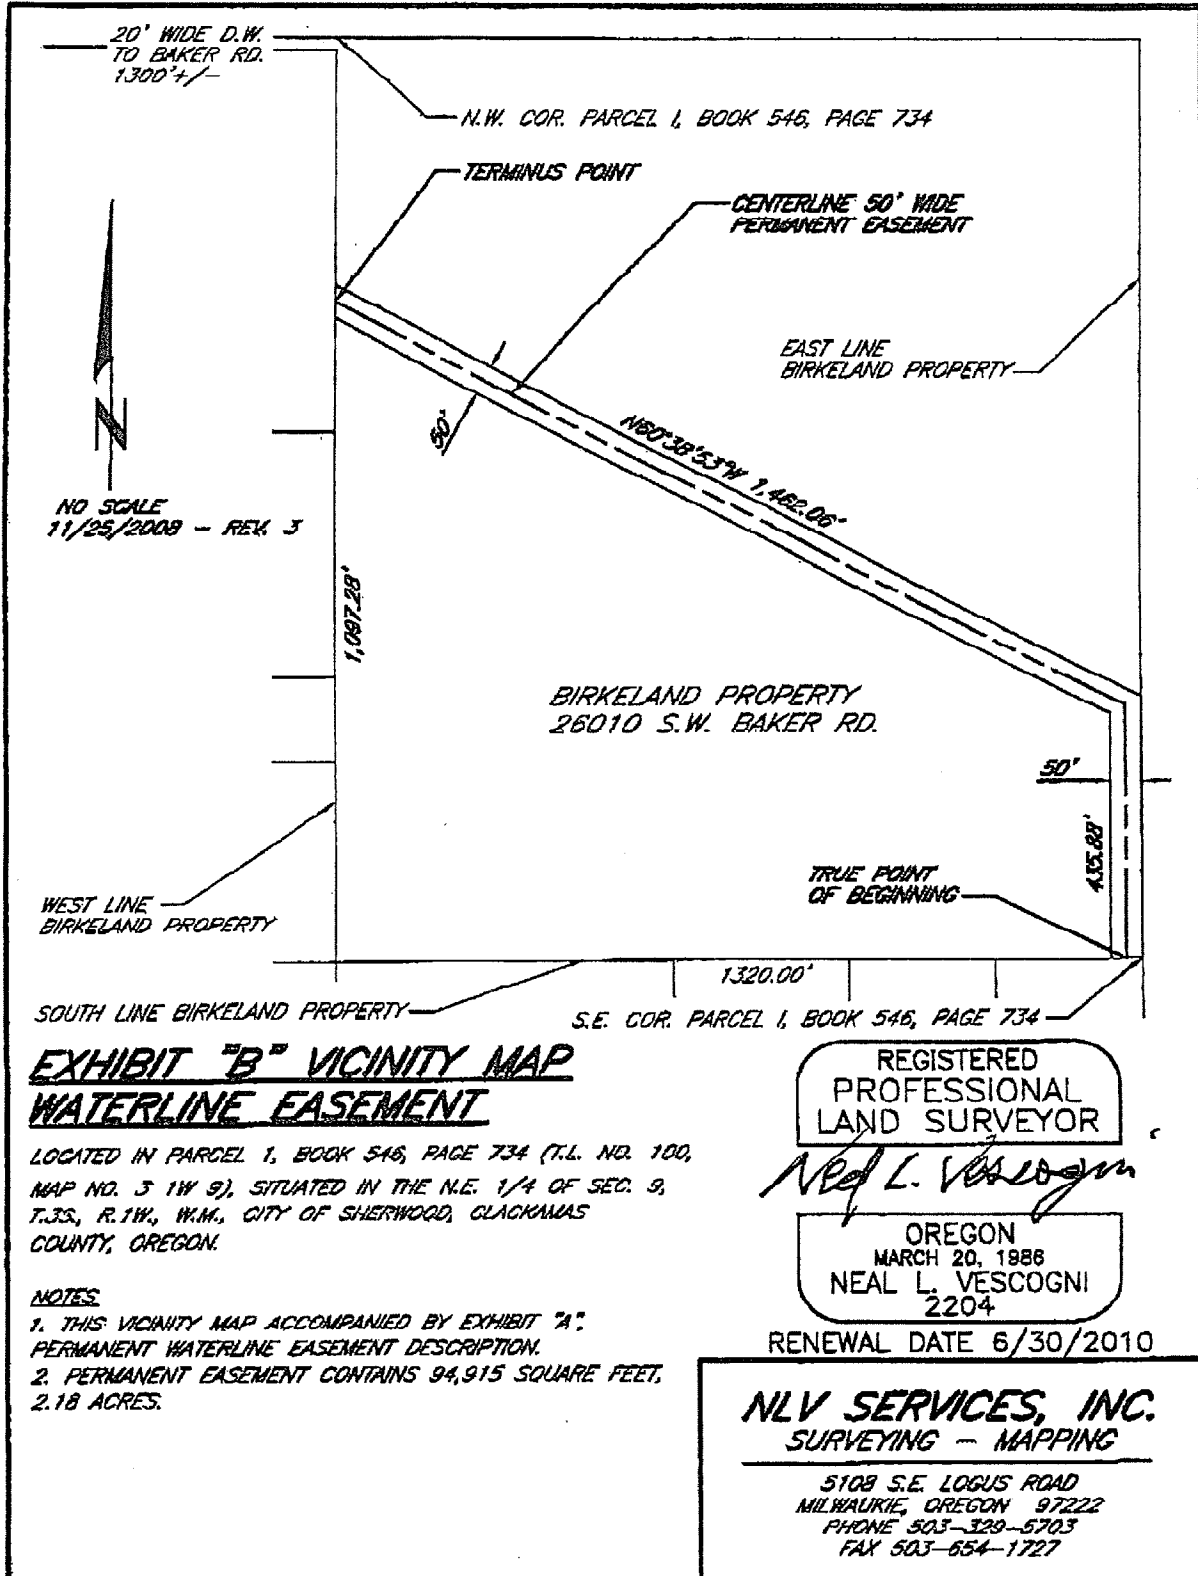 20' WIDE D.W.
TO BAKER RD.
1300'+/-
N.W. COR. PARCEL 1, BOOK 546, PAGE 734
TERMINUS POINT
CENTERLINE 50' WIDE
PERMANENT EASEMENT
EAST LINE
BIRKELAND PROPERTY
50'
N60°38'53"W 1,462.06'
N
NO SCALE
11/25/2009 - REV. 3
1,097.28'
BIRKELAND PROPERTY
26010 S.W. BAKER RD.
50'
435.88'
TRUE POINT
OF BEGINNING
WEST LINE
BIRKELAND PROPERTY
1320.00'
SOUTH LINE BIRKELAND PROPERTY
S.E. COR. PARCEL 1, BOOK 546, PAGE 734
EXHIBIT "B" VICINITY MAP
WATERLINE EASEMENT
LOCATED IN PARCEL 1, BOOK 546, PAGE 734 (T.L. NO. 100,
MAP NO. 3 1W 9), SITUATED IN THE N.E. 1/4 OF SEC. 9,
T.3S., R.1W., W.M., CITY OF SHERWOOD, CLACKAMAS
COUNTY, OREGON.
NOTES
1. THIS VICINITY MAP ACCOMPANIED BY EXHIBIT "A",
PERMANENT WATERLINE EASEMENT DESCRIPTION.
2. PERMANENT EASEMENT CONTAINS 94,915 SQUARE FEET,
2.18 ACRES.
REGISTERED
PROFESSIONAL
LAND SURVEYOR
Neal L. Vescogni
OREGON
MARCH 20, 1986
NEAL L. VESCOGNI
2204
RENEWAL DATE 6/30/2010
NLV SERVICES, INC.
SURVEYING - MAPPING
5108 S.E. LOGUS ROAD
MILWAUKIE, OREGON 97222
PHONE 503-329-5703
FAX 503-654-1727